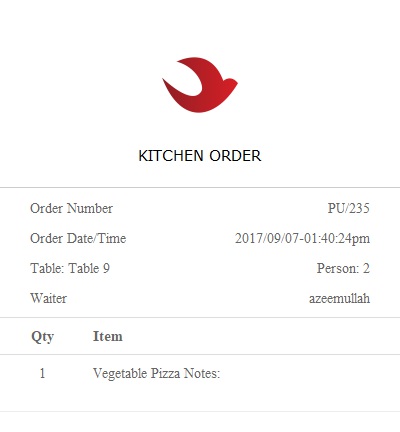 KITCHEN ORDER
Order Number PU/235
Order Date/Time 2017/09/07-01:40:24pm
Table: Table 9 Person: 2
Waiter azeemullah
Qty Item
1 Vegetable Pizza Notes: